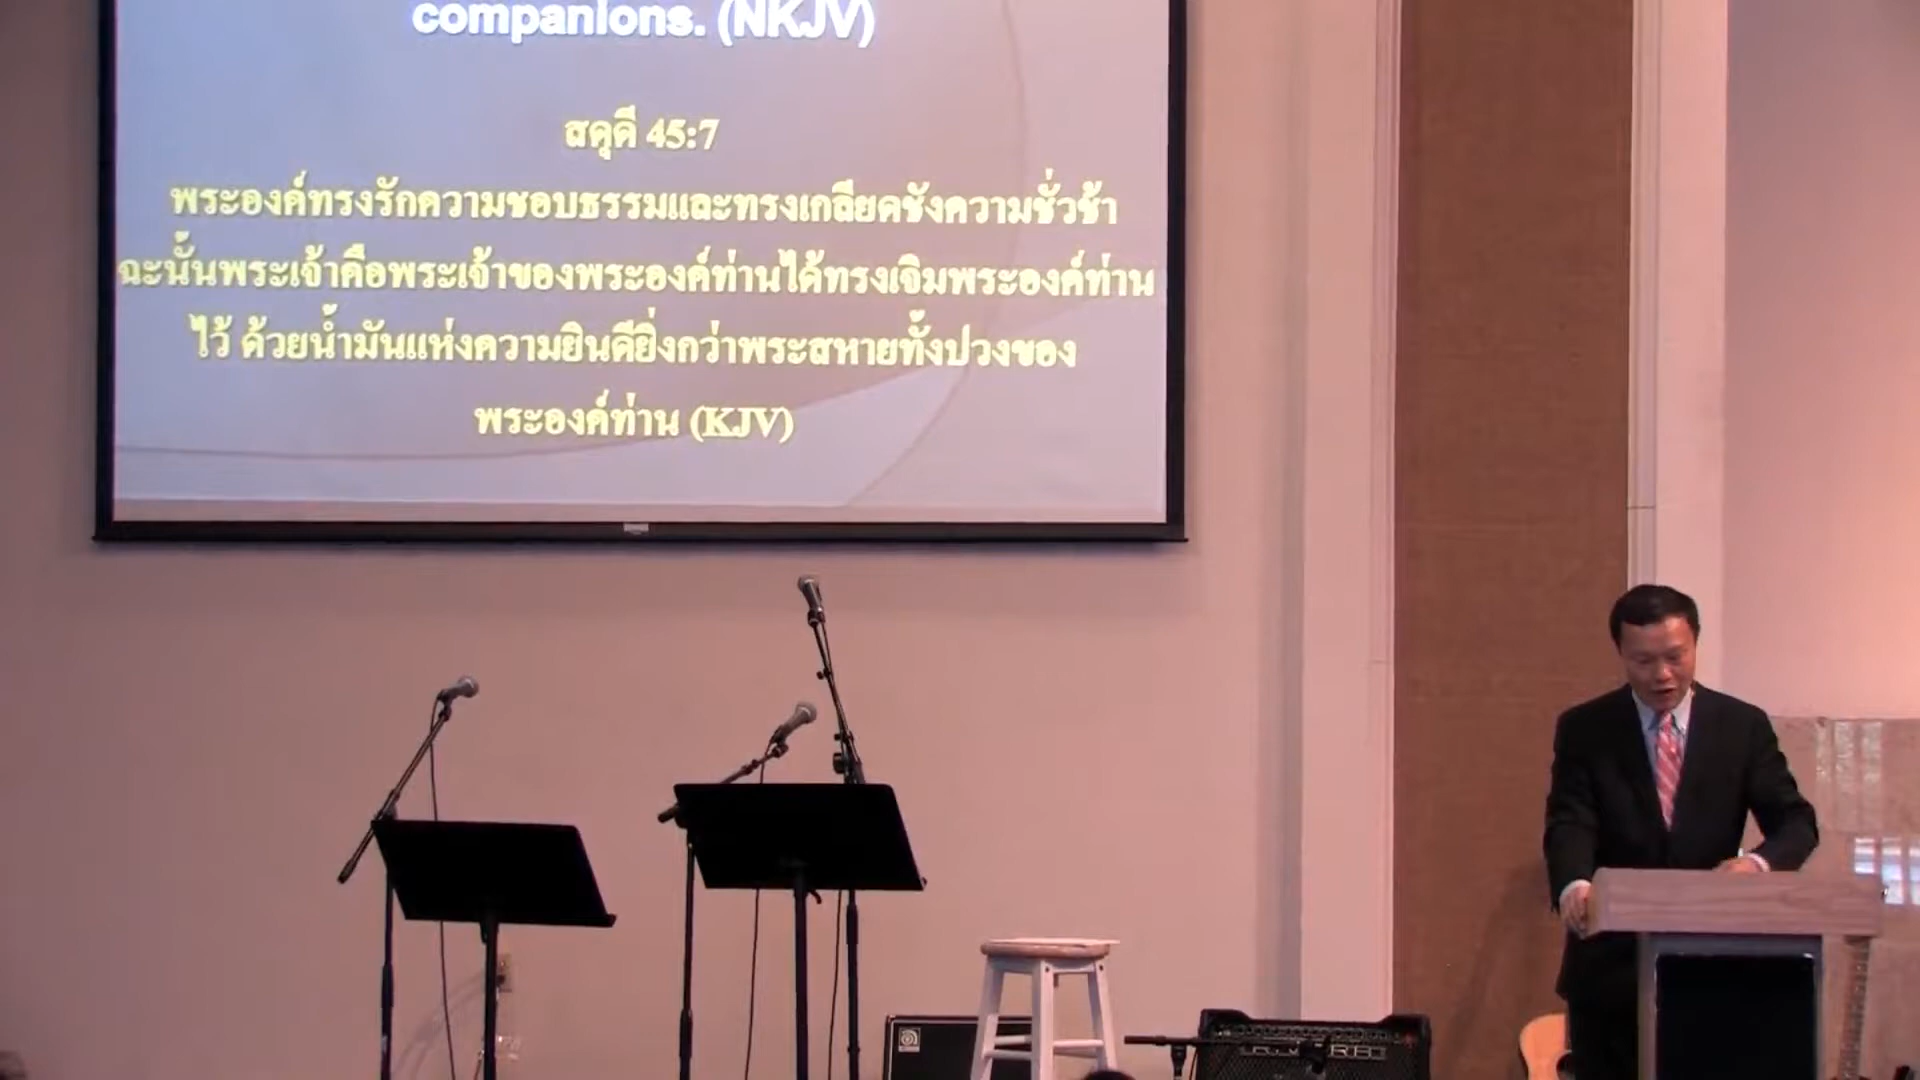 companions. (NKJV)
สดุดี 45:7
พระองค์ทรงรักความชอบธรรมและทรงเกลียดชังความชั่วช้า
ฉะนั้นพระเจ้าคือพระเจ้าของพระองค์ท่านได้ทรงเจิมพระองค์ท่าน
ไว้ ด้วยน้ำมันแห่งความยินดียิ่งกว่าพระสหายทั้งปวงของ
พระองค์ท่าน (KJV)